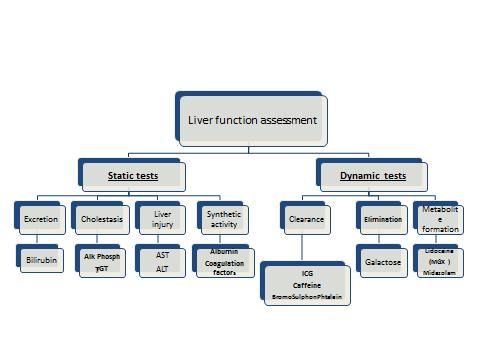 Liver function assessment
Static tests
Dynamic tests
Excretion
Cholestasis
Liver
injury
Synthetic
activity
Clearance
Elimination
Metabolit
e
formation
Bilirubin
Alk Phosph
γGT
AST
ALT
Albumin
Coagulation
factors
ICG
Caffeine
BromoSulphonPhtalein
Galactose
Lidocaine
(MGX )
Midazolam